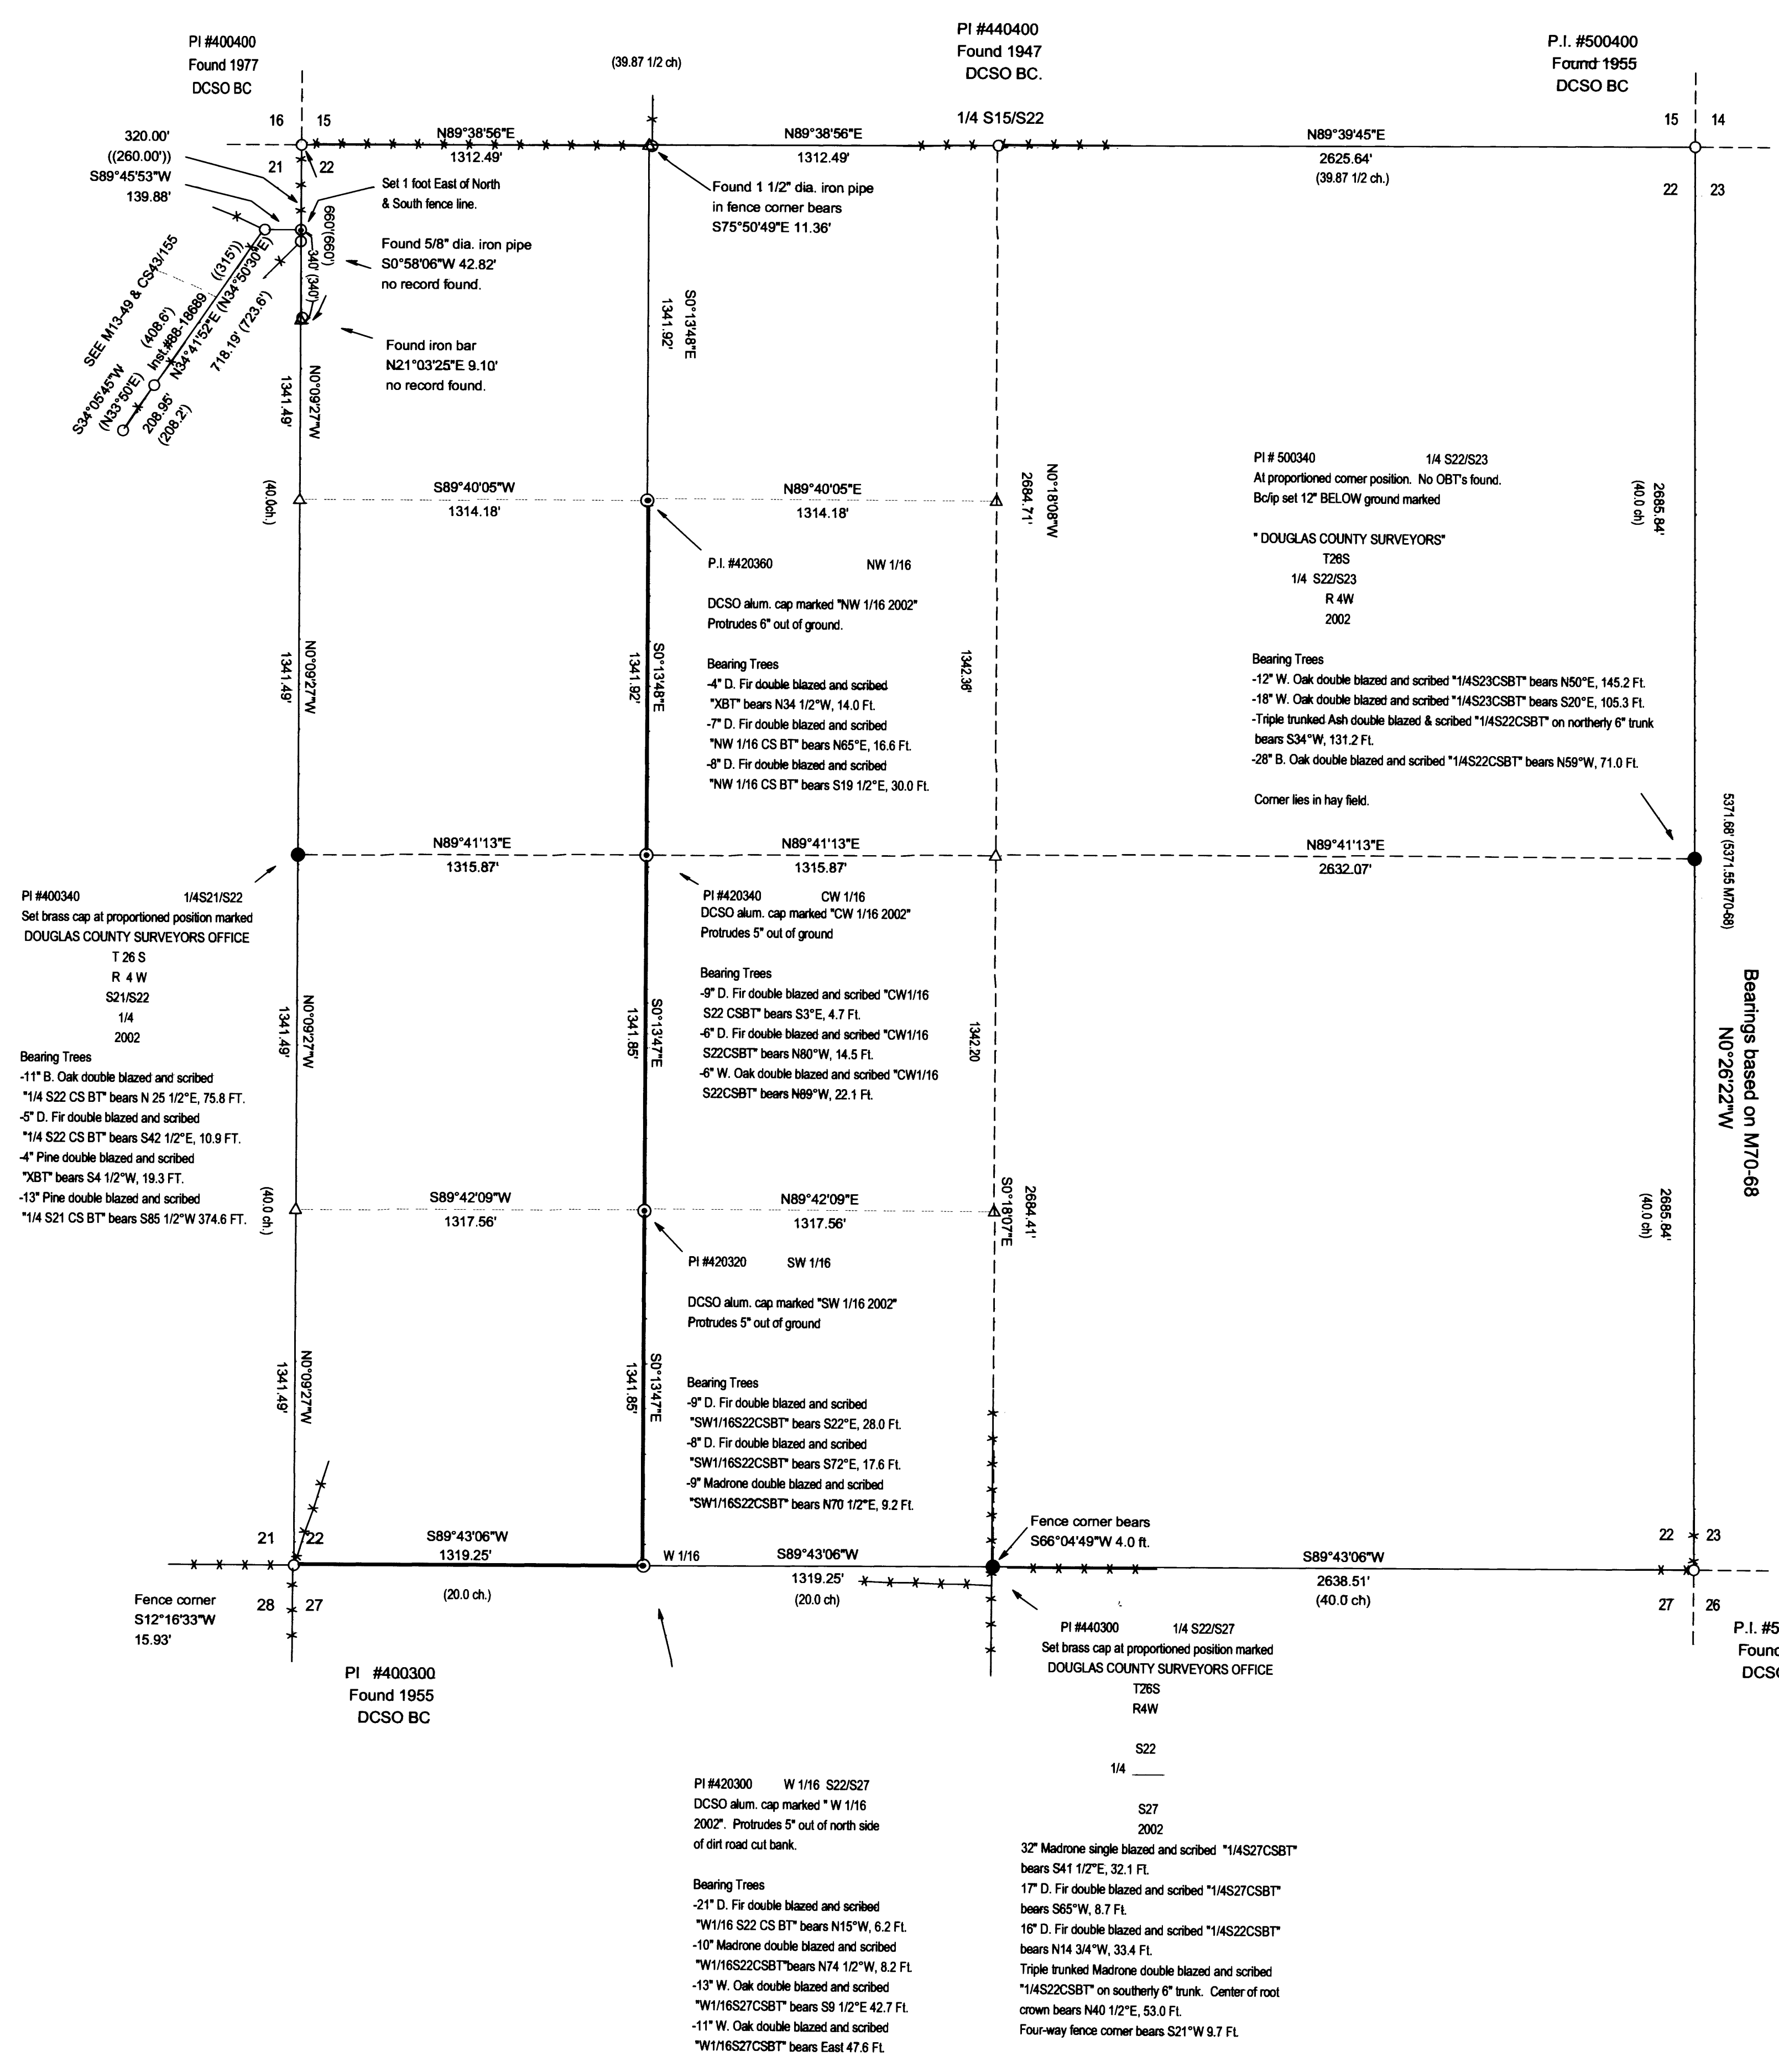 PI #400400
Found 1977
DCSO BC
(39.87 1/2 ch)
PI #440400
Found 1947
DCSO BC.
1/4 S15/S22
P.I. #500400
Found 1955
DCSO BC
16 15
21 22
15 14
22 23
320.00'
((260.00'))
S89°45'53"W
139.88'
N89°38'56"E
1312.49'
N89°38'56"E
1312.49'
N89°39'45"E
2625.64'
(39.87 1/2 ch.)
Set 1 foot East of North
& South fence line.
Found 5/8" dia. iron pipe
S0°58'06"W 42.82'
no record found.
Found iron bar
N21°03'25"E 9.10'
no record found.
Found 1 1/2" dia. iron pipe
in fence corner bears
S75°50'49"E 11.36'
660'(660')
340' (340')
SEE M13-49 & CS43/155
((315'))
(408.6')
Inst.#88-18689
N34°41'52"E (N34°50'30"E)
718.19' (723.6')
S34°05'45"W
(N33°50'E)
208.95'
(208.2')
N0°09'27"W
1341.49'
S0°13'48"E
1341.92'
(40.0ch.)
S89°40'05"W
1314.18'
N89°40'05"E
1314.18'
N0°18'08"W
2684.71'
2685.84'
(40.0 ch)
P.I. #420360 NW 1/16
DCSO alum. cap marked "NW 1/16 2002"
Protrudes 6" out of ground.
Bearing Trees
-4" D. Fir double blazed and scribed
"XBT" bears N34 1/2°W, 14.0 Ft.
-7" D. Fir double blazed and scribed
"NW 1/16 CS BT" bears N65°E, 16.6 Ft.
-8" D. Fir double blazed and scribed
"NW 1/16 CS BT" bears S19 1/2°E, 30.0 Ft.
PI # 500340 1/4 S22/S23
At proportioned corner position. No OBT's found.
Bc/ip set 12" BELOW ground marked
" DOUGLAS COUNTY SURVEYORS"
T26S
1/4 S22/S23
R 4W
2002
Bearing Trees
-12" W. Oak double blazed and scribed "1/4S23CSBT" bears N50°E, 145.2 Ft.
-18" W. Oak double blazed and scribed "1/4S23CSBT" bears S20°E, 105.3 Ft.
-Triple trunked Ash double blazed & scribed "1/4S22CSBT" on northerly 6" trunk
bears S34°W, 131.2 Ft.
-28" B. Oak double blazed and scribed "1/4S22CSBT" bears N59°W, 71.0 Ft.
Corner lies in hay field.
N0°09'27"W
1341.49'
S0°13'48"E
1341.92'
1342.36'
N89°41'13"E
1315.87'
N89°41'13"E
1315.87'
N89°41'13"E
2632.07'
5371.68' (5371.55 M70-68)
Bearings based on M70-68
N0°26'22"W
PI #400340 1/4S21/S22
Set brass cap at proportioned position marked
DOUGLAS COUNTY SURVEYORS OFFICE
T 26 S
R 4 W
S21/S22
1/4
2002
Bearing Trees
-11" B. Oak double blazed and scribed
"1/4 S22 CS BT" bears N 25 1/2°E, 75.8 FT.
-5" D. Fir double blazed and scribed
"1/4 S22 CS BT" bears S42 1/2°E, 10.9 FT.
-4" Pine double blazed and scribed
"XBT" bears S4 1/2°W, 19.3 FT.
-13" Pine double blazed and scribed
"1/4 S21 CS BT" bears S85 1/2°W 374.6 FT.
PI #420340 CW 1/16
DCSO alum. cap marked "CW 1/16 2002"
Protrudes 5" out of ground
Bearing Trees
-9" D. Fir double blazed and scribed "CW1/16
S22 CSBT" bears S3°E, 4.7 Ft.
-6" D. Fir double blazed and scribed "CW1/16
S22CSBT" bears N80°W, 14.5 Ft.
-6" W. Oak double blazed and scribed "CW1/16
S22CSBT" bears N89°W, 22.1 Ft.
N0°09'27"W
1341.49'
S0°13'47"E
1341.85'
1342.20
(40.0 ch.)
S89°42'09"W
1317.56'
N89°42'09"E
1317.56'
S0°18'07"E
2684.41'
2685.84'
(40.0 ch)
PI #420320 SW 1/16
DCSO alum. cap marked "SW 1/16 2002"
Protrudes 5" out of ground
Bearing Trees
-9" D. Fir double blazed and scribed
"SW1/16S22CSBT" bears S22°E, 28.0 Ft.
-8" D. Fir double blazed and scribed
"SW1/16S22CSBT" bears S72°E, 17.6 Ft.
-9" Madrone double blazed and scribed
"SW1/16S22CSBT" bears N70 1/2°E, 9.2 Ft.
N0°09'27"W
1341.49'
S0°13'47"E
1341.85'
21 22
28 27
S89°43'06"W
1319.25'
(20.0 ch.)
W 1/16
S89°43'06"W
1319.25'
(20.0 ch)
Fence corner bears
S66°04'49"W 4.0 ft.
S89°43'06"W
2638.51'
(40.0 ch)
22 23
27 26
Fence corner
S12°16'33"W
15.93'
PI #400300
Found 1955
DCSO BC
P.I. #5
Found
DCSO
PI #440300 1/4 S22/S27
Set brass cap at proportioned position marked
DOUGLAS COUNTY SURVEYORS OFFICE
T26S
R4W
S22
1/4
S27
2002
32" Madrone single blazed and scribed "1/4S27CSBT"
bears S41 1/2°E, 32.1 Ft.
17" D. Fir double blazed and scribed "1/4S27CSBT"
bears S65°W, 8.7 Ft.
16" D. Fir double blazed and scribed "1/4S22CSBT"
bears N14 3/4°W, 33.4 Ft.
Triple trunked Madrone double blazed and scribed
"1/4S22CSBT" on southerly 6" trunk. Center of root
crown bears N40 1/2°E, 53.0 Ft.
Four-way fence corner bears S21°W 9.7 Ft.
PI #420300 W 1/16 S22/S27
DCSO alum. cap marked " W 1/16
2002". Protrudes 5" out of north side
of dirt road cut bank.
Bearing Trees
-21" D. Fir double blazed and scribed
"W1/16 S22 CS BT" bears N15°W, 6.2 Ft.
-10" Madrone double blazed and scribed
"W1/16S22CSBT"bears N74 1/2°W, 8.2 Ft.
-13" W. Oak double blazed and scribed
"W1/16S27CSBT" bears S9 1/2°E 42.7 Ft.
-11" W. Oak double blazed and scribed
"W1/16S27CSBT" bears East 47.6 Ft.